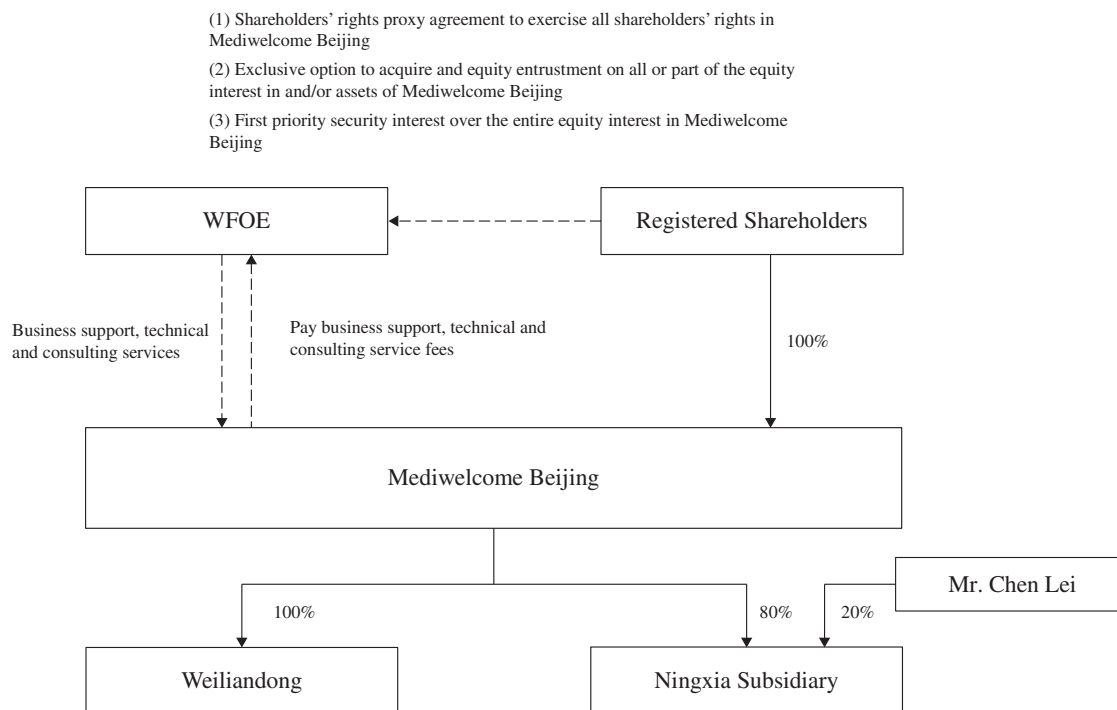 (1) Shareholders’ rights proxy agreement to exercise all shareholders’ rights in
Mediwelcome Beijing
(2) Exclusive option to acquire and equity entrustment on all or part of the equity
interest in and/or assets of Mediwelcome Beijing
(3) First priority security interest over the entire equity interest in Mediwelcome
Beijing
WFOE
Registered Shareholders
Business support, technical
and consulting services
Pay business support, technical and
consulting service fees
100%
Mediwelcome Beijing
Mr. Chen Lei
100%
80%
20%
Weiliandong
Ningxia Subsidiary